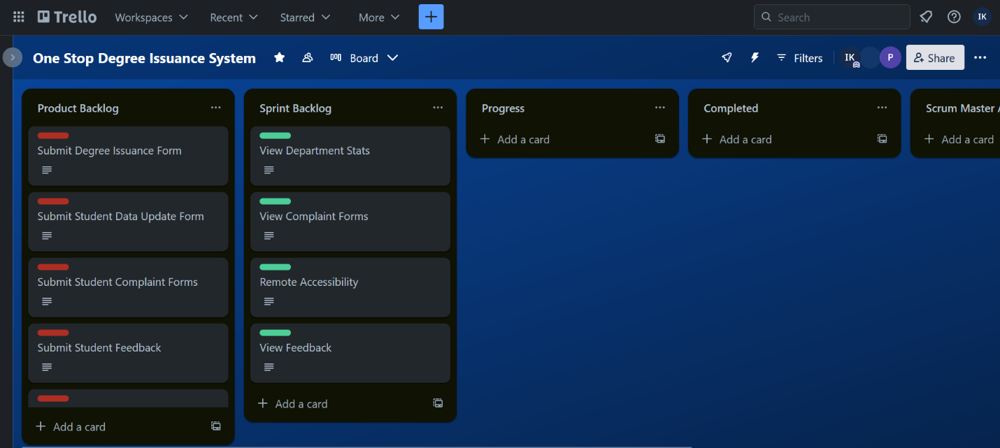 Trello Workspaces Recent Starred More Search IK
One Stop Degree Issuance System Board Filters IK P Share
Product Backlog
Submit Degree Issuance Form
Submit Student Data Update Form
Submit Student Complaint Forms
Submit Student Feedback
Add a card
Sprint Backlog
View Department Stats
View Complaint Forms
Remote Accessibility
View Feedback
Add a card
Progress
Add a card
Completed
Add a card
Scrum Master
Add a card